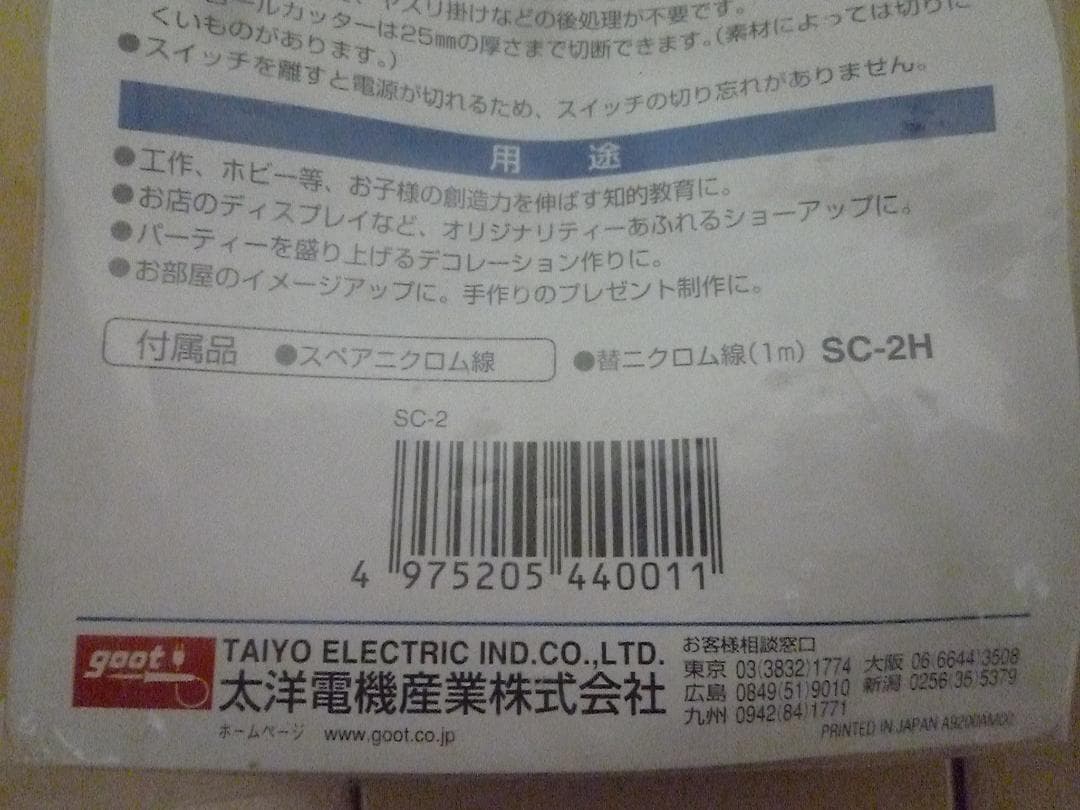 ヤスリ掛けなどの後処理が不要です。
ールカッターは25mmの厚さまで切断できます。(素材によっては切りに
くいものがあります。)
●スイッチを離すと電源が切れるため、スイッチの切り忘れがありません。
用 途
●工作、ホビー等、お子様の創造力を伸ばす知的教育に。
●お店のディスプレイなど、オリジナリティーあふれるショーアップに。
●パーティーを盛り上げるデコレーション作りに。
●お部屋のイメージアップに。手作りのプレゼント制作に。
付属品 ●スペアニクロム線 ●替ニクロム線(1m) SC-2H
SC-2
4 975205 440011
goot
TAIYO ELECTRIC IND.CO.,LTD.
太洋電機産業株式会社
ホームページ www.goot.co.jp
お客様相談窓口
東京 03(3832)1774 大阪 06(6644)3508
広島 0849(51)9010 新潟 0256(35)5379
九州 0942(84)1771
PRINTED IN JAPAN A9200AM00